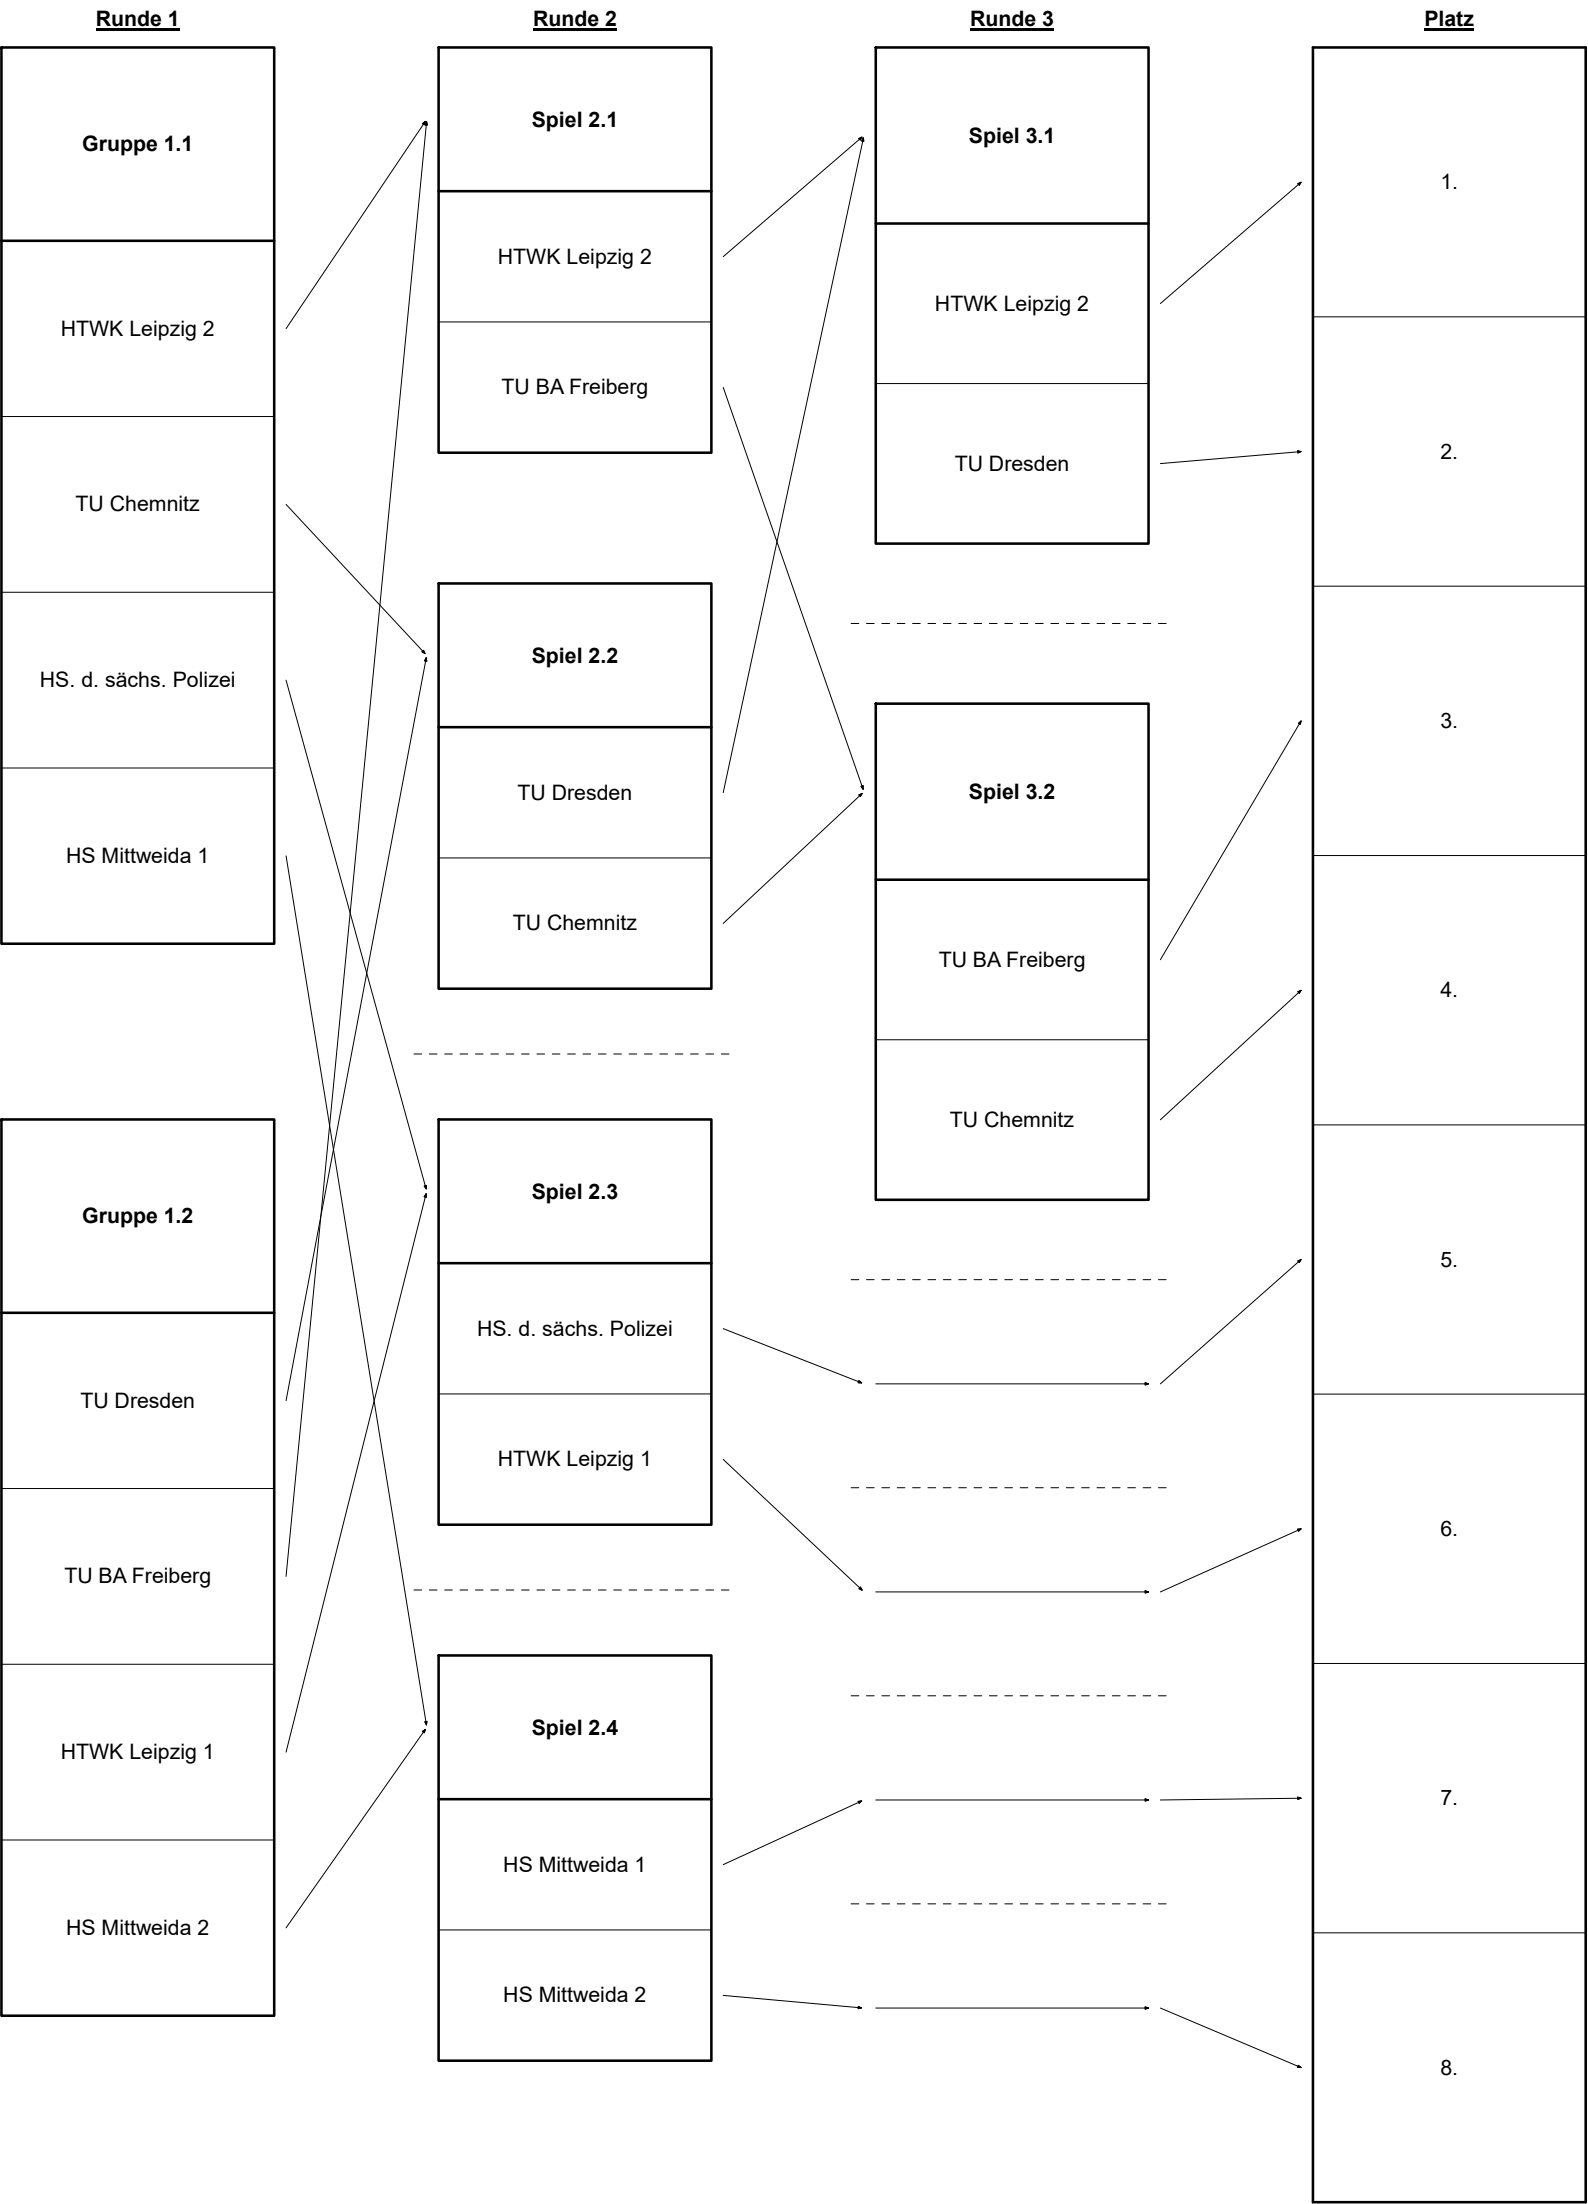 Runde 1
Gruppe 1.1
HTWK Leipzig 2
TU Chemnitz
HS. d. sächs. Polizei
HS Mittweida 1
Gruppe 1.2
TU Dresden
TU BA Freiberg
HTWK Leipzig 1
HS Mittweida 2
Runde 2
Spiel 2.1
HTWK Leipzig 2
TU BA Freiberg
Spiel 2.2
TU Dresden
TU Chemnitz
Spiel 2.3
HS. d. sächs. Polizei
HTWK Leipzig 1
Spiel 2.4
HS Mittweida 1
HS Mittweida 2
Runde 3
Spiel 3.1
HTWK Leipzig 2
TU Dresden
Spiel 3.2
TU BA Freiberg
TU Chemnitz
Platz
1.
2.
3.
4.
5.
6.
7.
8.